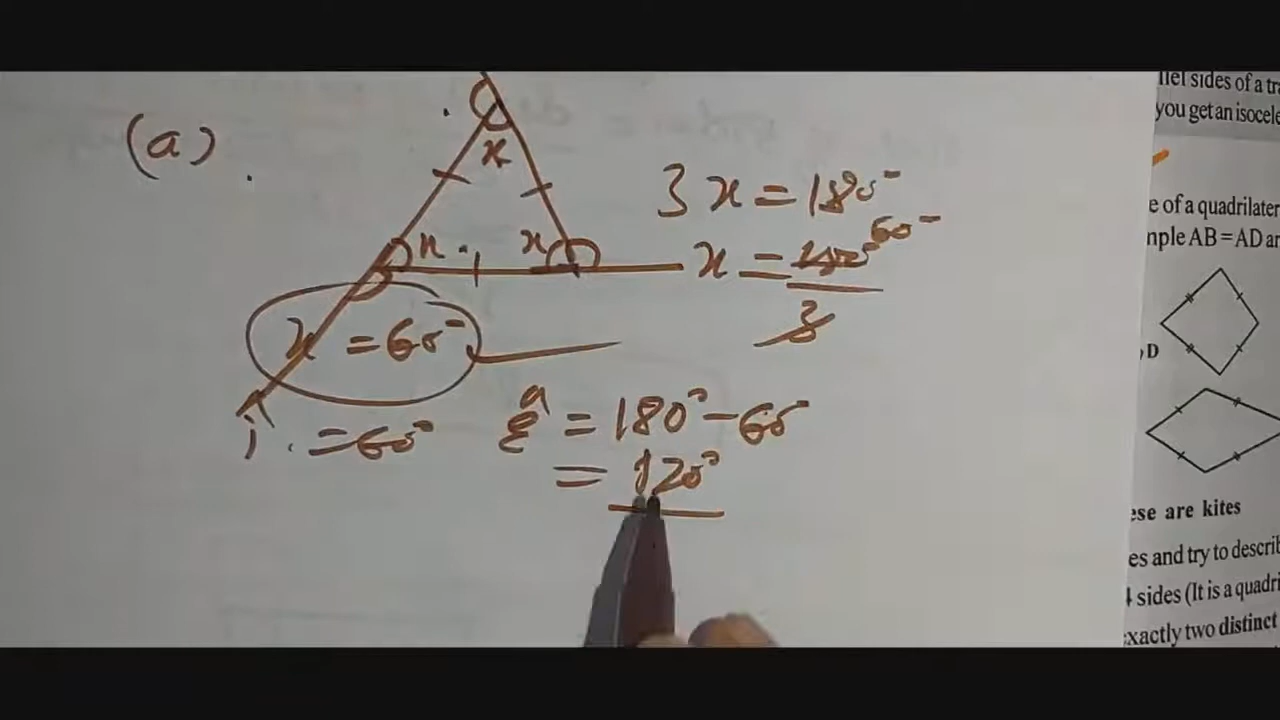 (a)
x
x
x
3x = 180°
x = 180° 60°
3
x = 60°
i = 60°
= 180° - 60°
= 120°
llel sides of a tra
you get an isocele
e of a quadrilater
mple AB = AD an
D
ese are kites
es and try to describ
4 sides (It is a quadri
exactly two distinct